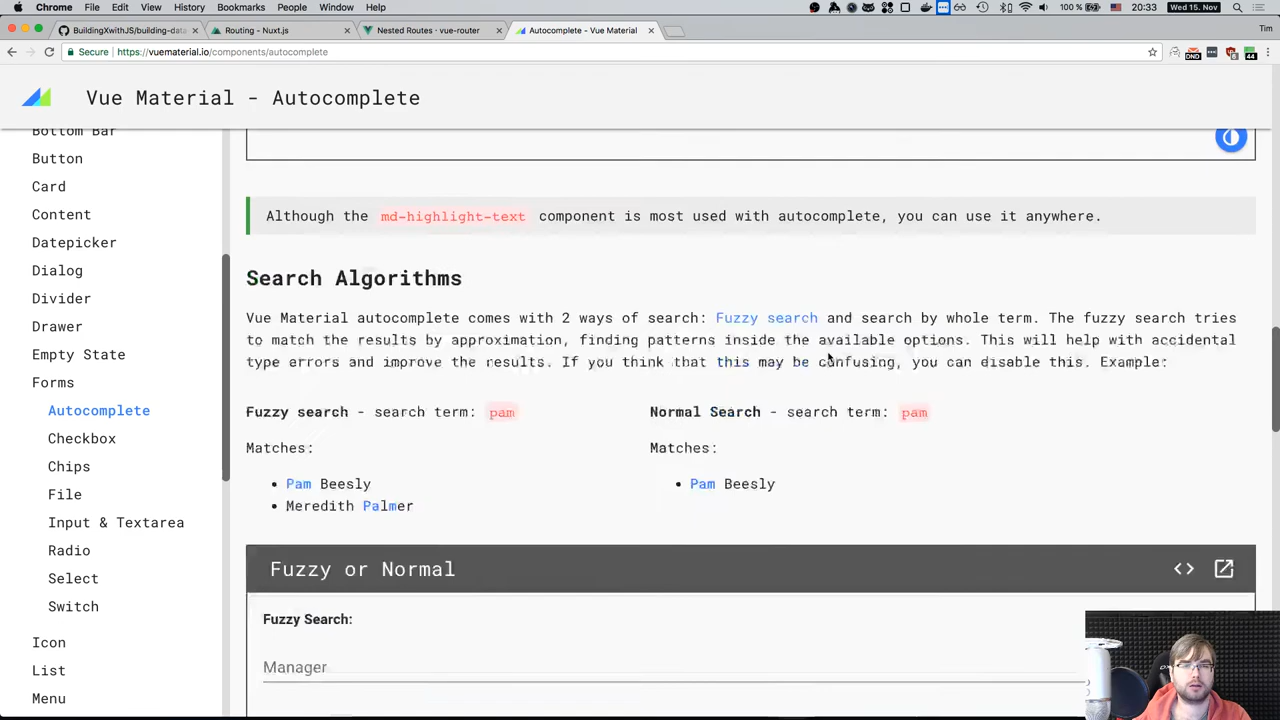 Chrome File Edit View History Bookmarks People Window Help 100 % Wed 15. Nov 20:33
BuildingXwithJS/building-data Routing - Nuxt.js Nested Routes · vue-router Autocomplete - Vue Material Tim
Secure https://vuematerial.io/components/autocomplete DND 6 44
Vue Material - Autocomplete
Bottom Bar
Button
Card
Content
Datepicker
Dialog
Divider
Drawer
Empty State
Forms
Autocomplete
Checkbox
Chips
File
Input & Textarea
Radio
Select
Switch
Icon
List
Menu
Although the md-highlight-text component is most used with autocomplete, you can use it anywhere.
Search Algorithms
Vue Material autocomplete comes with 2 ways of search: Fuzzy search and search by whole term. The fuzzy search tries
to match the results by approximation, finding patterns inside the available options. This will help with accidental
type errors and improve the results. If you think that this may be confusing, you can disable this. Example:
Fuzzy search - search term: pam
Matches:
• Pam Beesly
• Meredith Palmer
Normal Search - search term: pam
Matches:
• Pam Beesly
Fuzzy or Normal
Fuzzy Search:
Manager